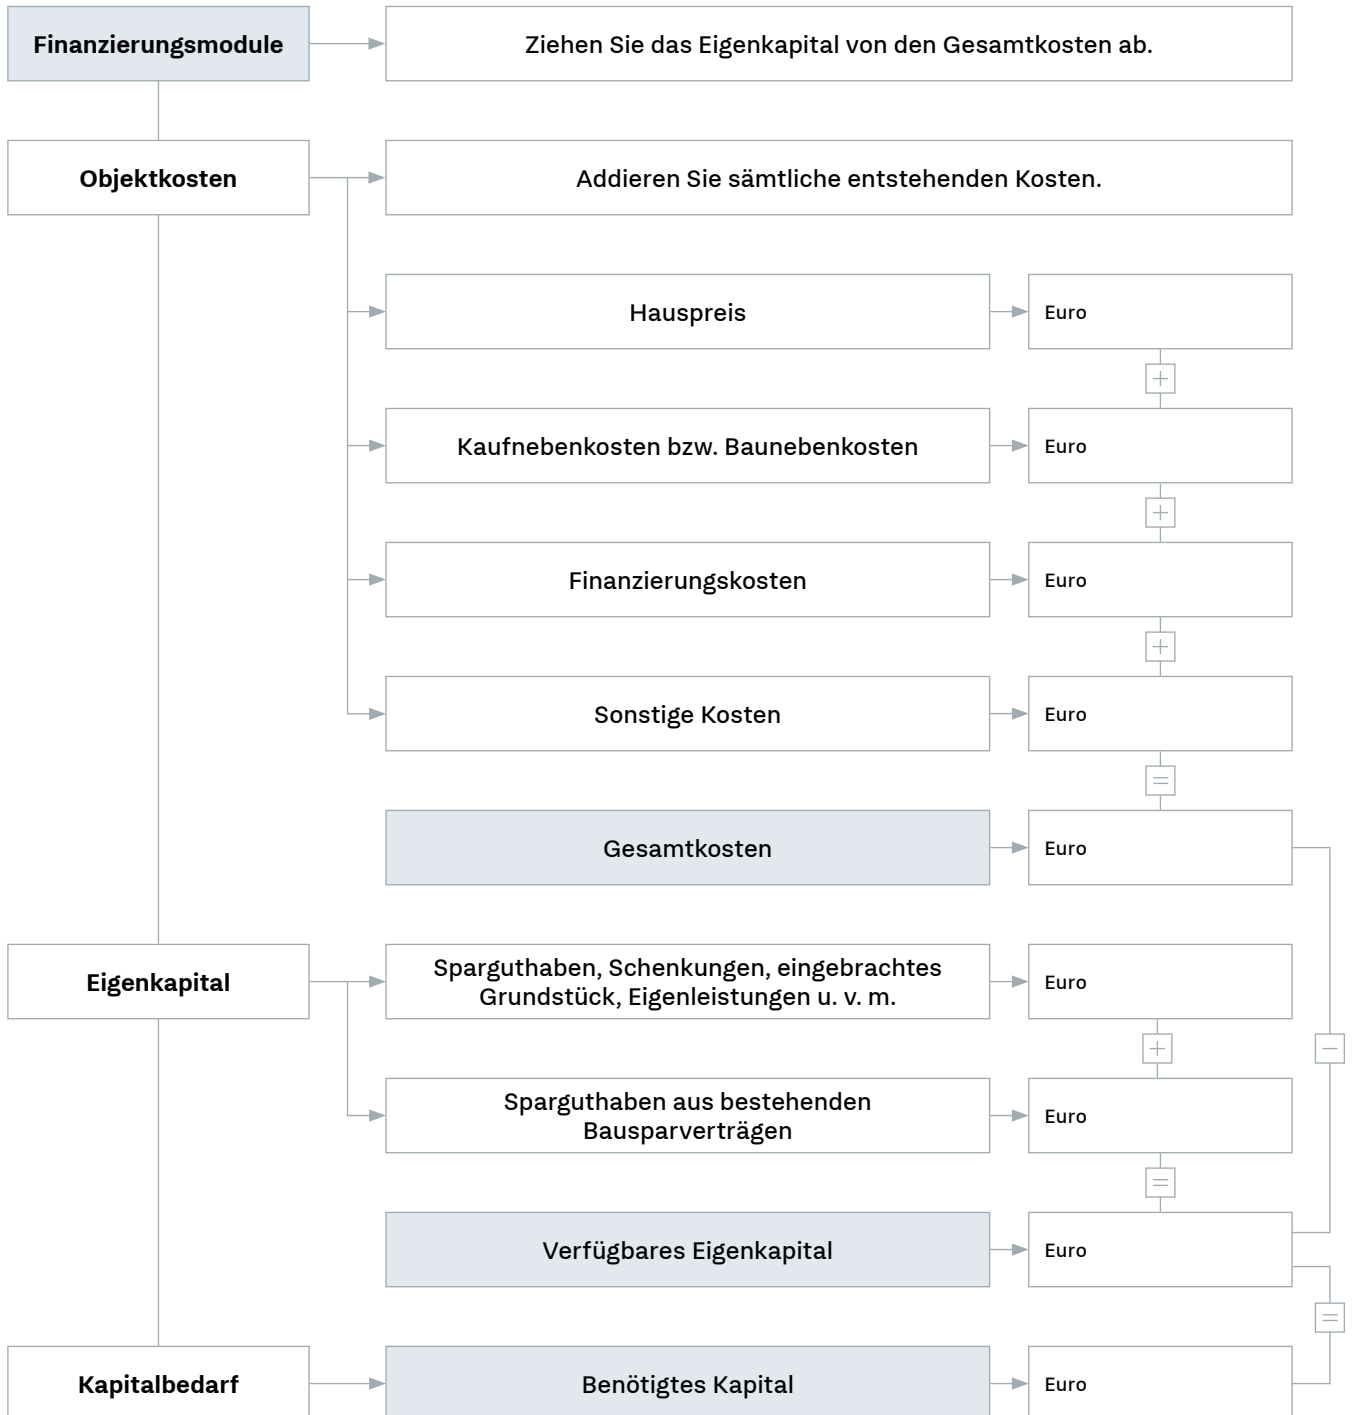 Finanzierungsmodule
Ziehen Sie das Eigenkapital von den Gesamtkosten ab.
Objektkosten
Addieren Sie sämtliche entstehenden Kosten.
Hauspreis
Euro
+
Kaufnebenkosten bzw. Baunebenkosten
Euro
+
Finanzierungskosten
Euro
+
Sonstige Kosten
Euro
=
Gesamtkosten
Euro
Eigenkapital
Sparguthaben, Schenkungen, eingebrachtes
Grundstück, Eigenleistungen u. v. m.
Euro
+
−
Sparguthaben aus bestehenden
Bausparverträgen
Euro
=
Verfügbares Eigenkapital
Euro
=
Kapitalbedarf
Benötigtes Kapital
Euro